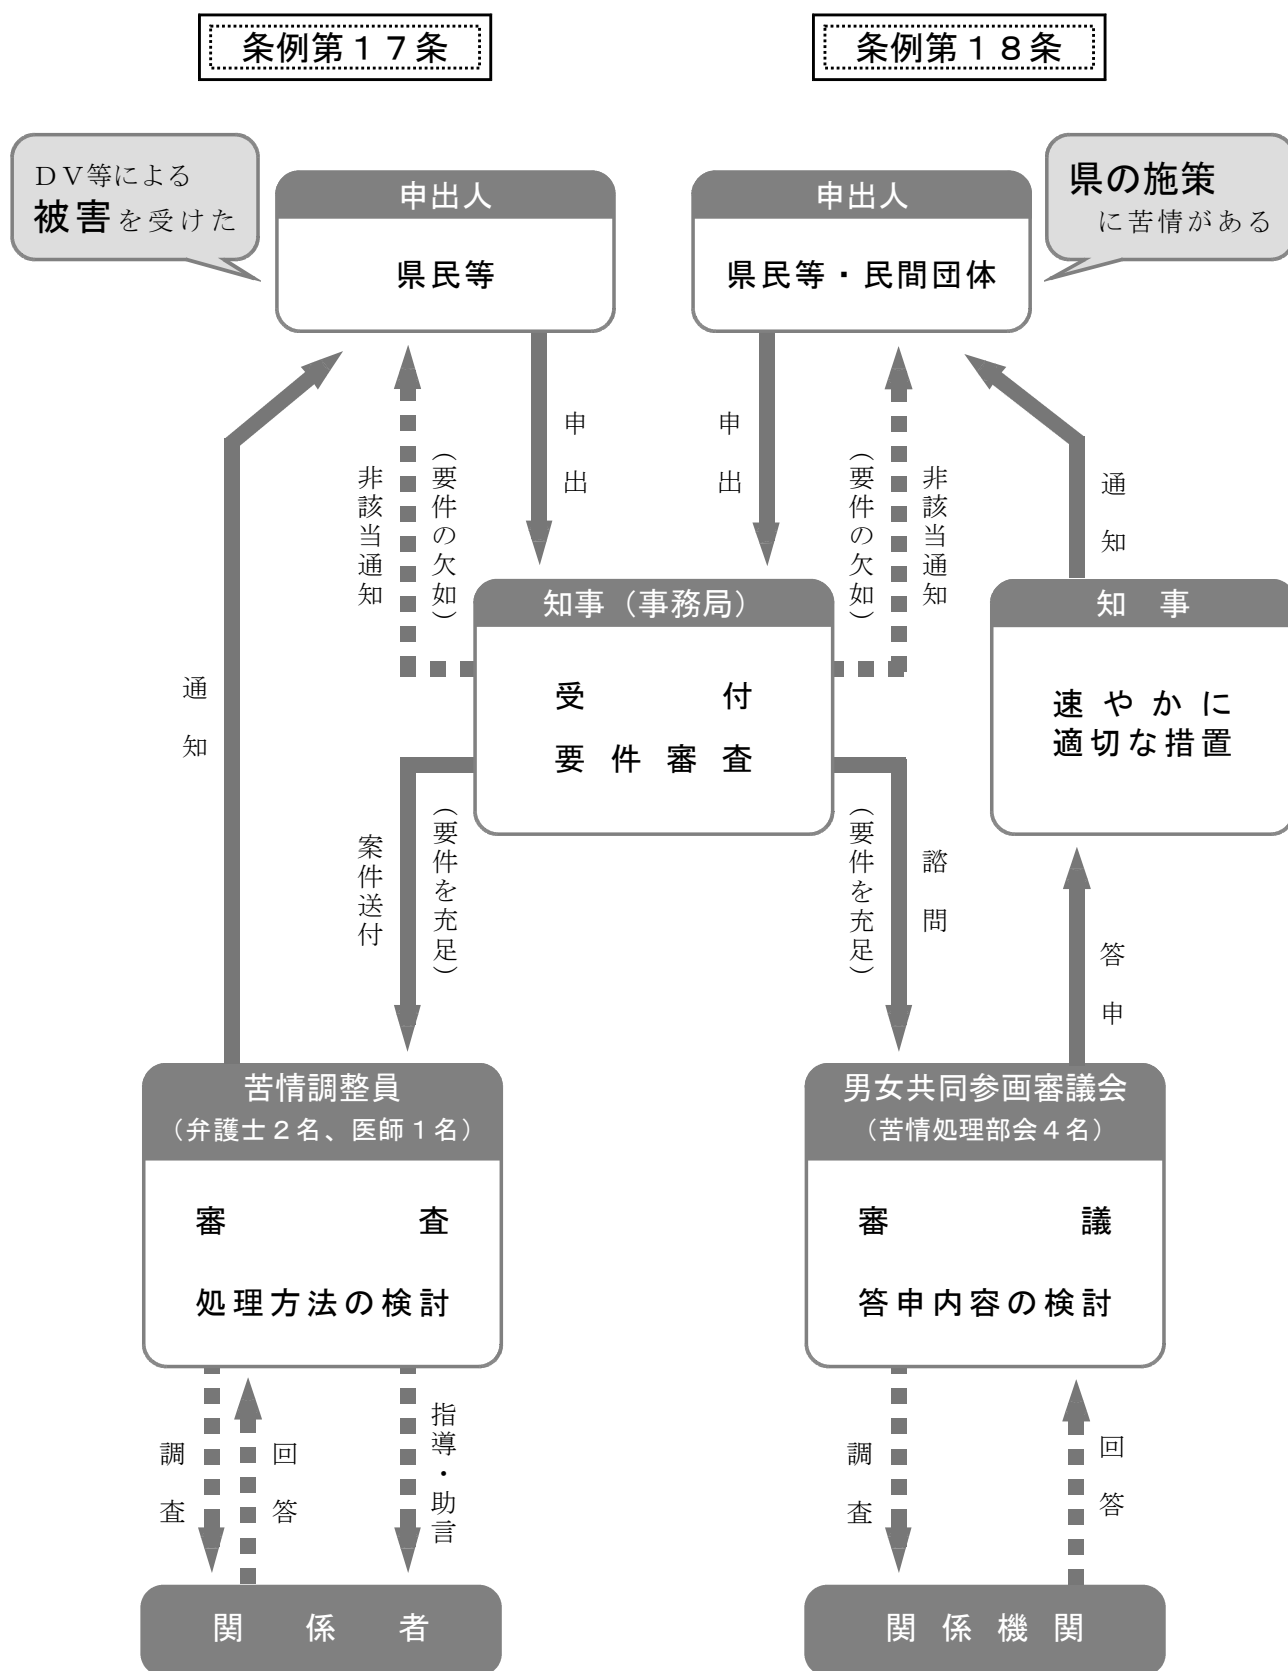 条例第１７条
条例第１８条
ＤＶ等による
被害を受けた
申出人
県民等
申出人
県民等・民間団体
県の施策
に苦情がある
通知
非該当通知
（要件の欠如）
申出
申出
（要件の欠如）
非該当通知
通知
知事（事務局）
受付
要件審査
知事
速やかに
適切な措置
案件送付
（要件を充足）
（要件を充足）
諮問
答申
苦情調整員
（弁護士２名、医師１名）
審査
処理方法の検討
男女共同参画審議会
（苦情処理部会４名）
審議
答申内容の検討
調査
回答
指導・助言
調査
回答
関係者
関係機関